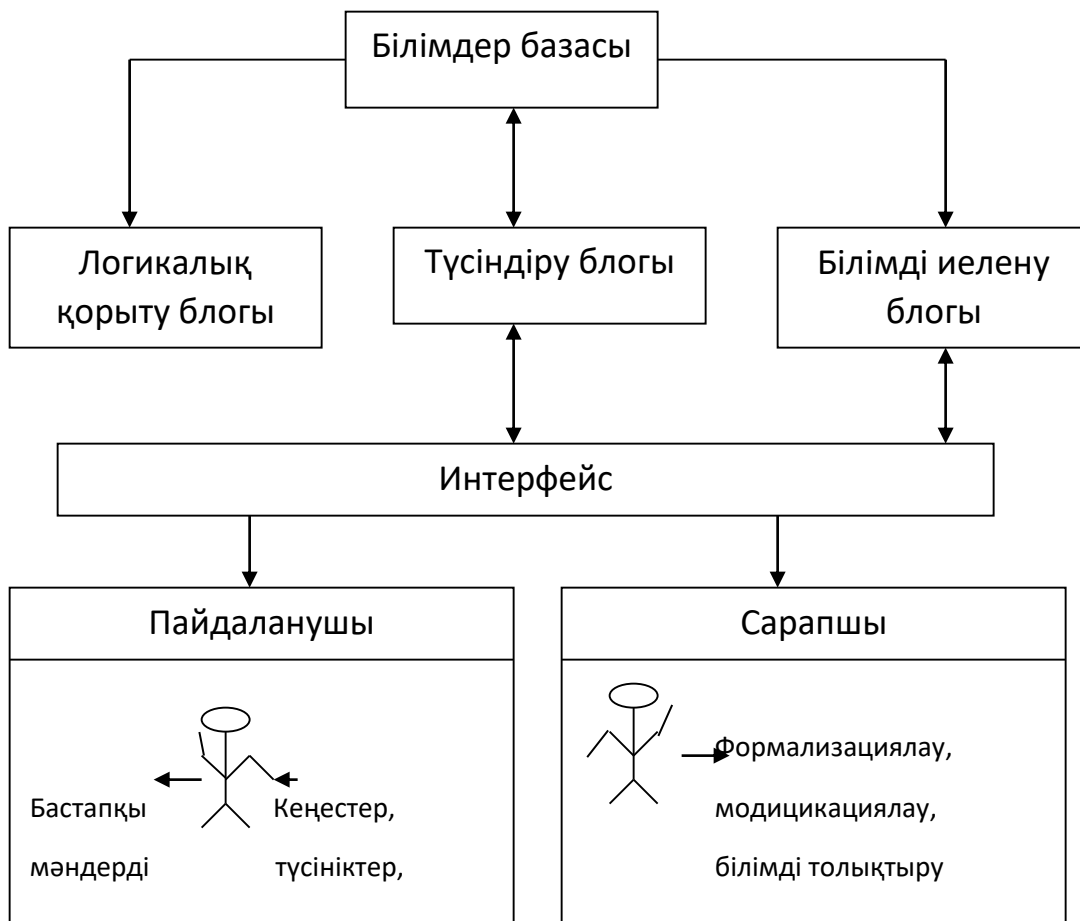 Білімдер базасы
Логикалық
қорыту блогы
Түсіндіру блогы
Білімді иелену
блогы
Интерфейс
Пайдаланушы
Бастапқы
мәндерді
Кеңестер,
түсініктер,
Сарапшы
Формализациялау,
модицикациялау,
білімді толықтыру